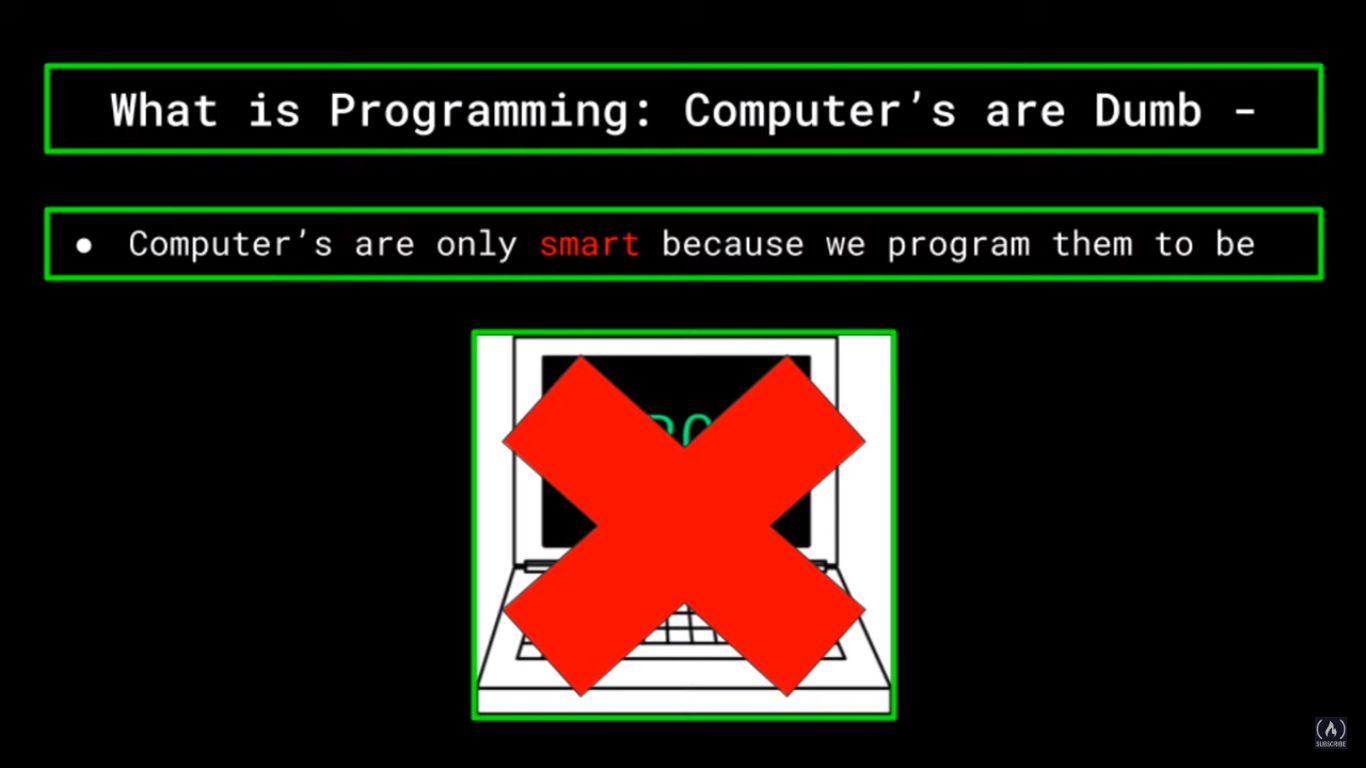 What is Programming: Computer’s are Dumb -
● Computer’s are only smart because we program them to be
SUBSCRIBE